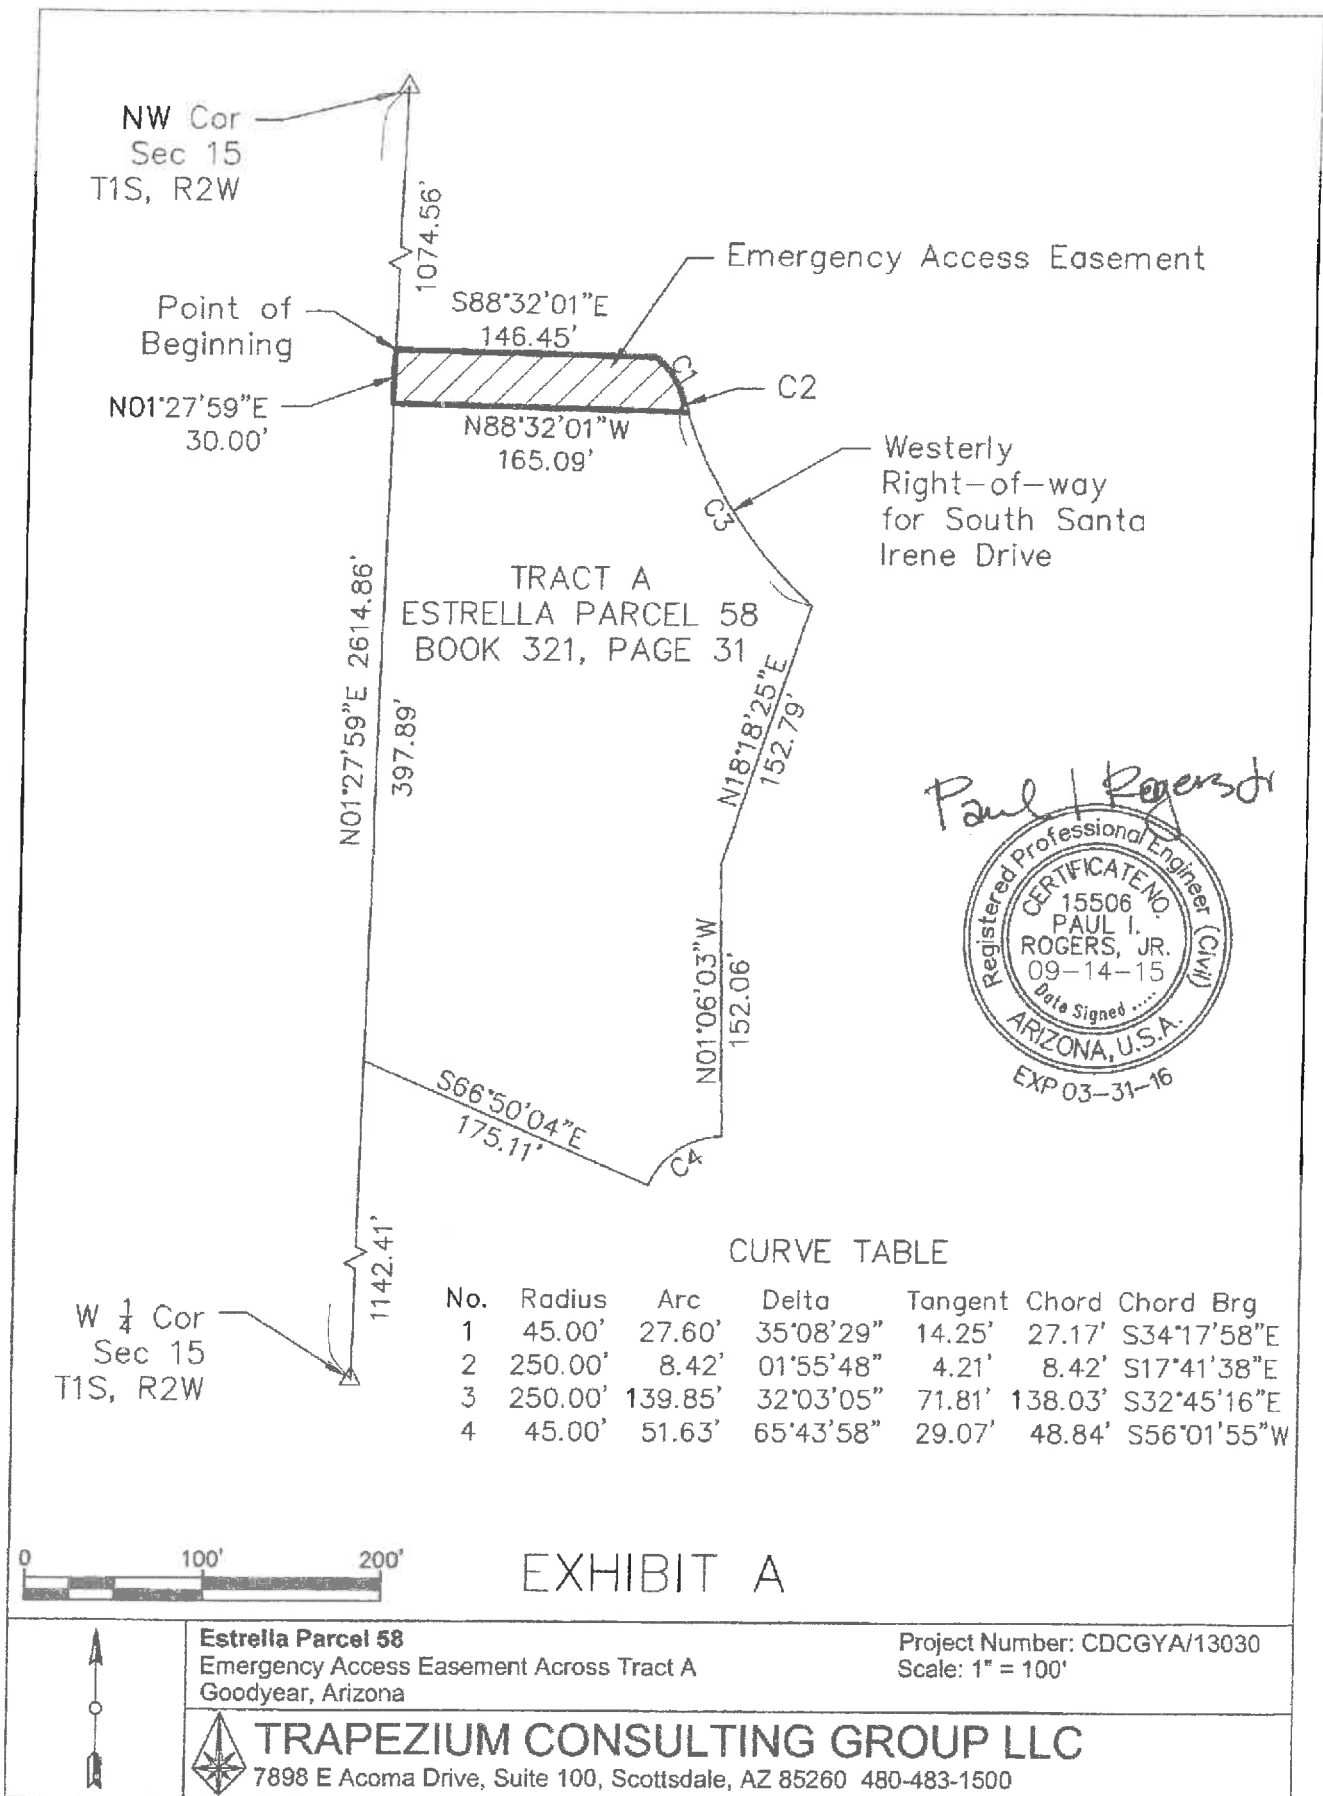 NW Cor
Sec 15
T1S, R2W
1074.56'
Emergency Access Easement
Point of
Beginning
S88°32'01"E
146.45'
C1
C2
N01°27'59"E
30.00'
N88°32'01"W
165.09'
Westerly
Right-of-way
for South Santa
Irene Drive
C3
TRACT A
ESTRELLA PARCEL 58
BOOK 321, PAGE 31
N01°27'59"E 2614.86'
397.89'
N18°18'25"E
152.79'
Paul I Rogers Jr
Registered Professional Engineer (Civil)
CERTIFICATE NO.
15506
PAUL I.
ROGERS, JR.
09-14-15
Date Signed .....
ARIZONA, U.S.A.
EXP 03-31-16
N01°06'03"W
152.06'
S66°50'04"E
175.11'
C4
1142.41'
W 1/4 Cor
Sec 15
T1S, R2W
CURVE TABLE
No. Radius Arc Delta Tangent Chord Chord Brg
1 45.00' 27.60' 35°08'29" 14.25' 27.17' S34°17'58"E
2 250.00' 8.42' 01°55'48" 4.21' 8.42' S17°41'38"E
3 250.00' 139.85' 32°03'05" 71.81' 138.03' S32°45'16"E
4 45.00' 51.63' 65°43'58" 29.07' 48.84' S56°01'55"W
0 100' 200'
EXHIBIT A
Estrella Parcel 58
Emergency Access Easement Across Tract A
Goodyear, Arizona
Project Number: CDCGYA/13030
Scale: 1" = 100'
TRAPEZIUM CONSULTING GROUP LLC
7898 E Acoma Drive, Suite 100, Scottsdale, AZ 85260 480-483-1500